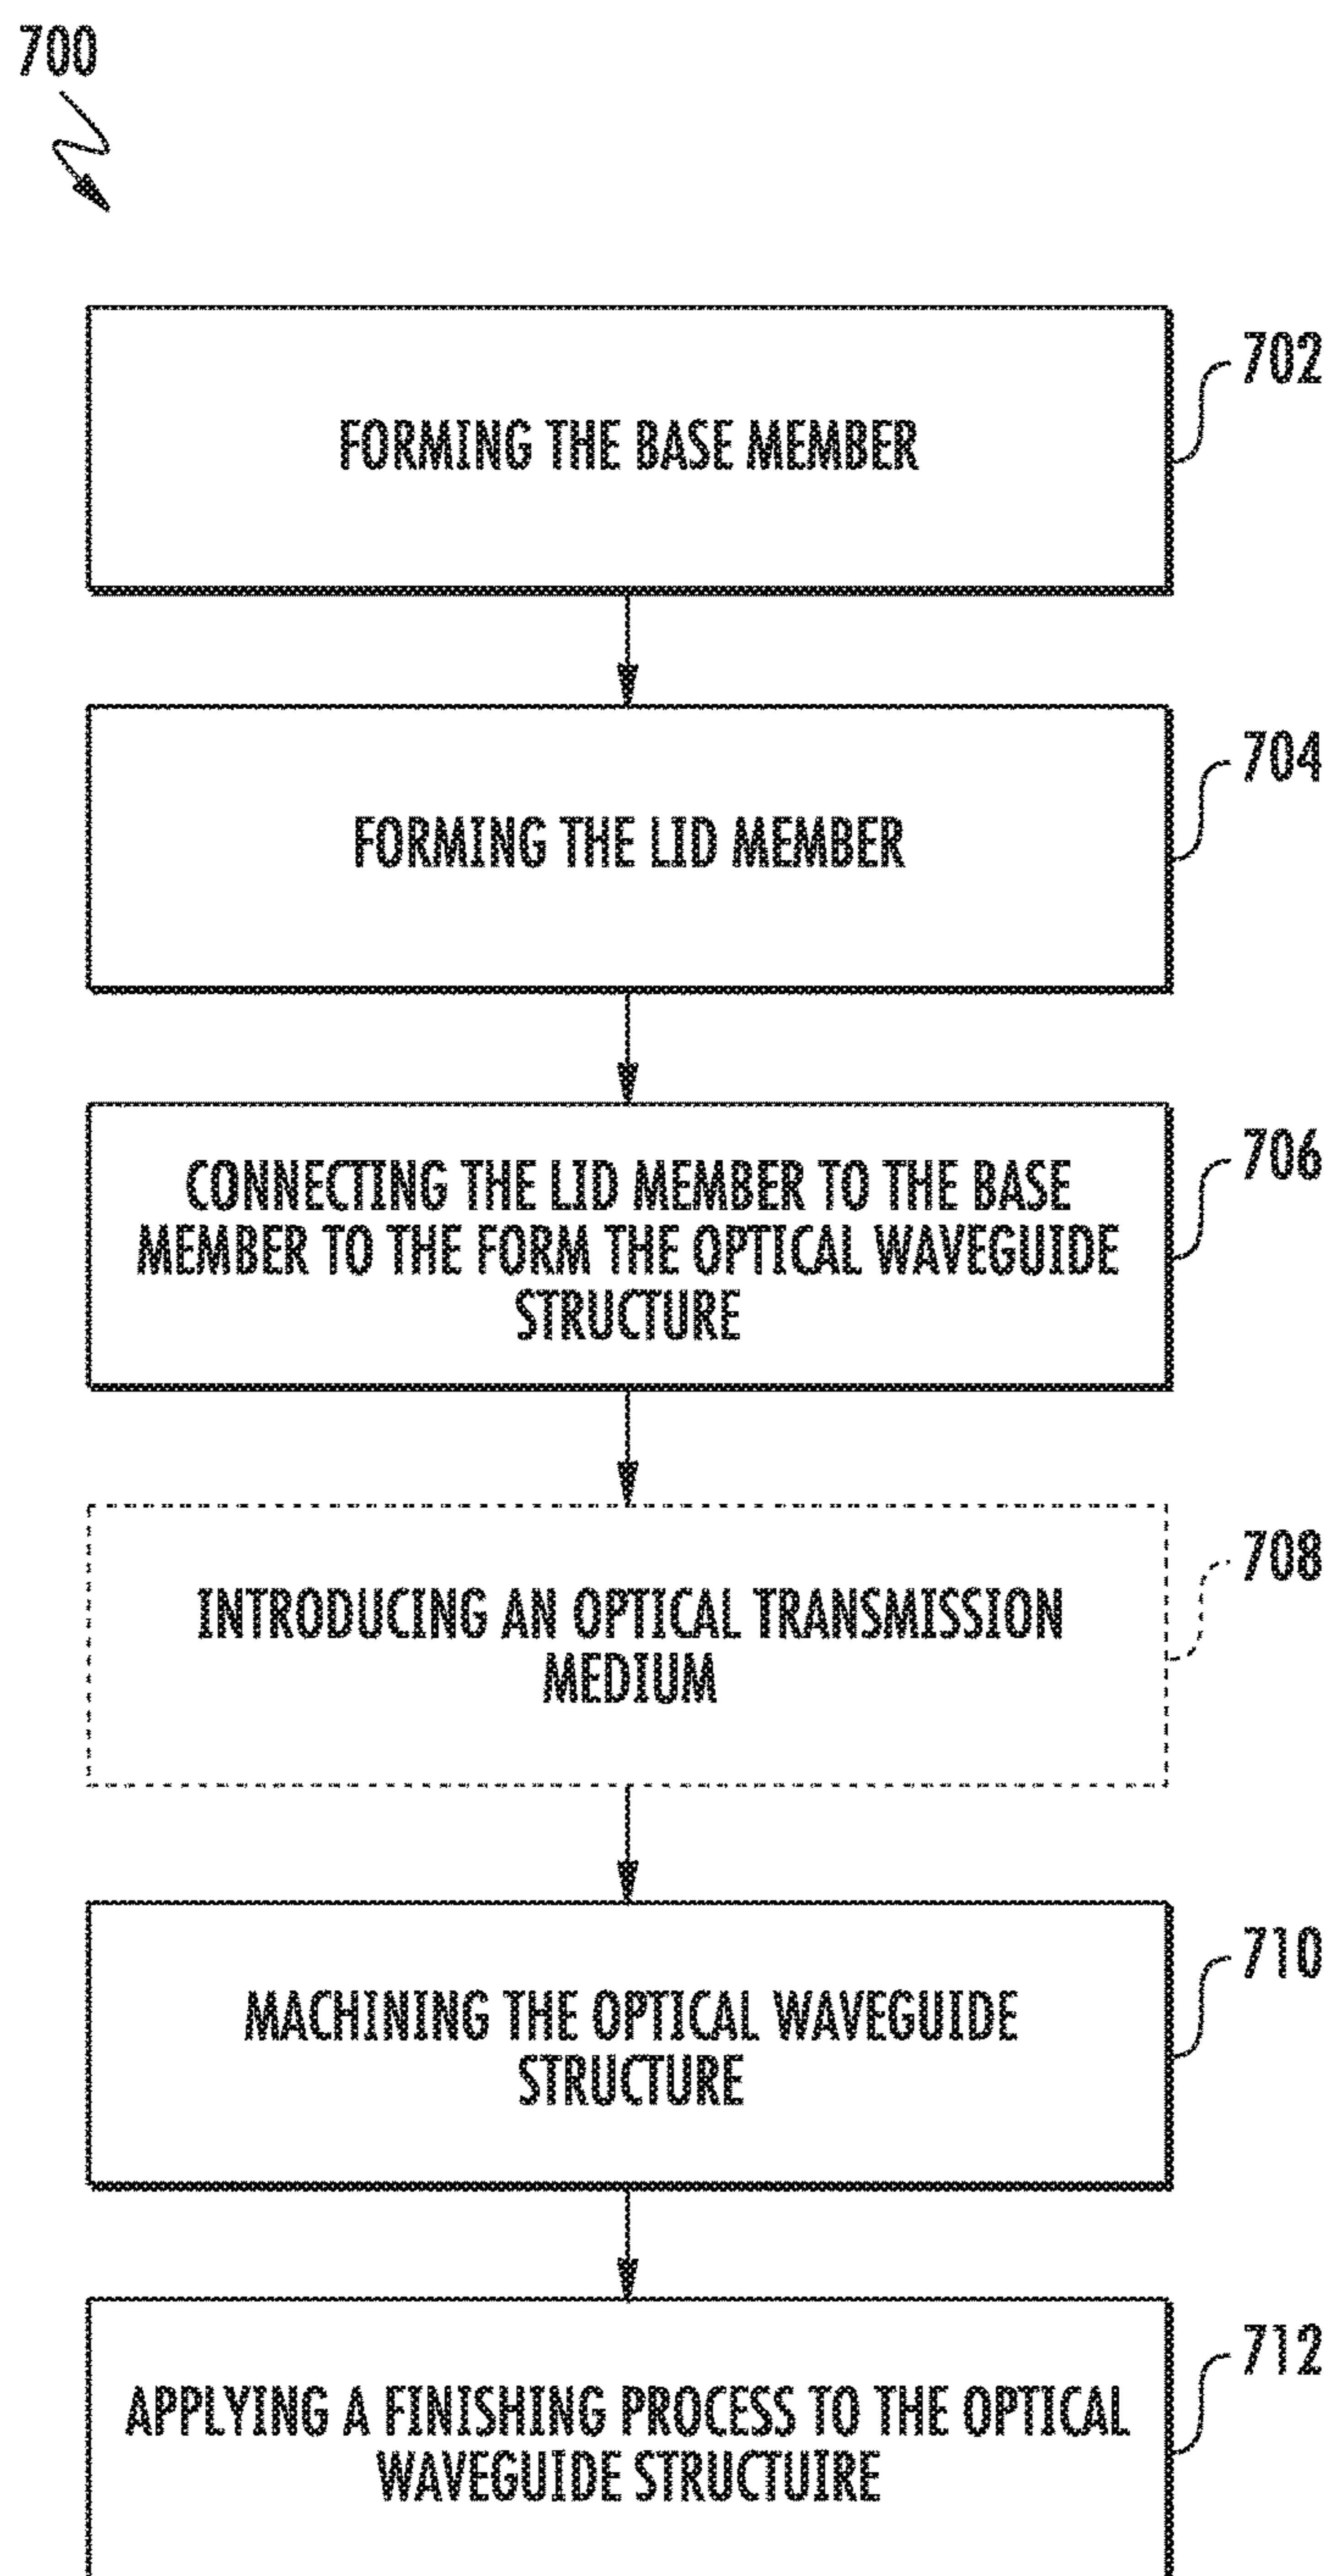 700
FORMING THE BASE MEMBER
702
FORMING THE LID MEMBER
704
CONNECTING THE LID MEMBER TO THE BASE
MEMBER TO THE FORM THE OPTICAL WAVEGUIDE
STRUCTURE
706
INTRODUCING AN OPTICAL TRANSMISSION
MEDIUM
708
MACHINING THE OPTICAL WAVEGUIDE
STRUCTURE
710
APPLYING A FINISHING PROCESS TO THE OPTICAL
WAVEGUIDE STRUCTUIRE
712